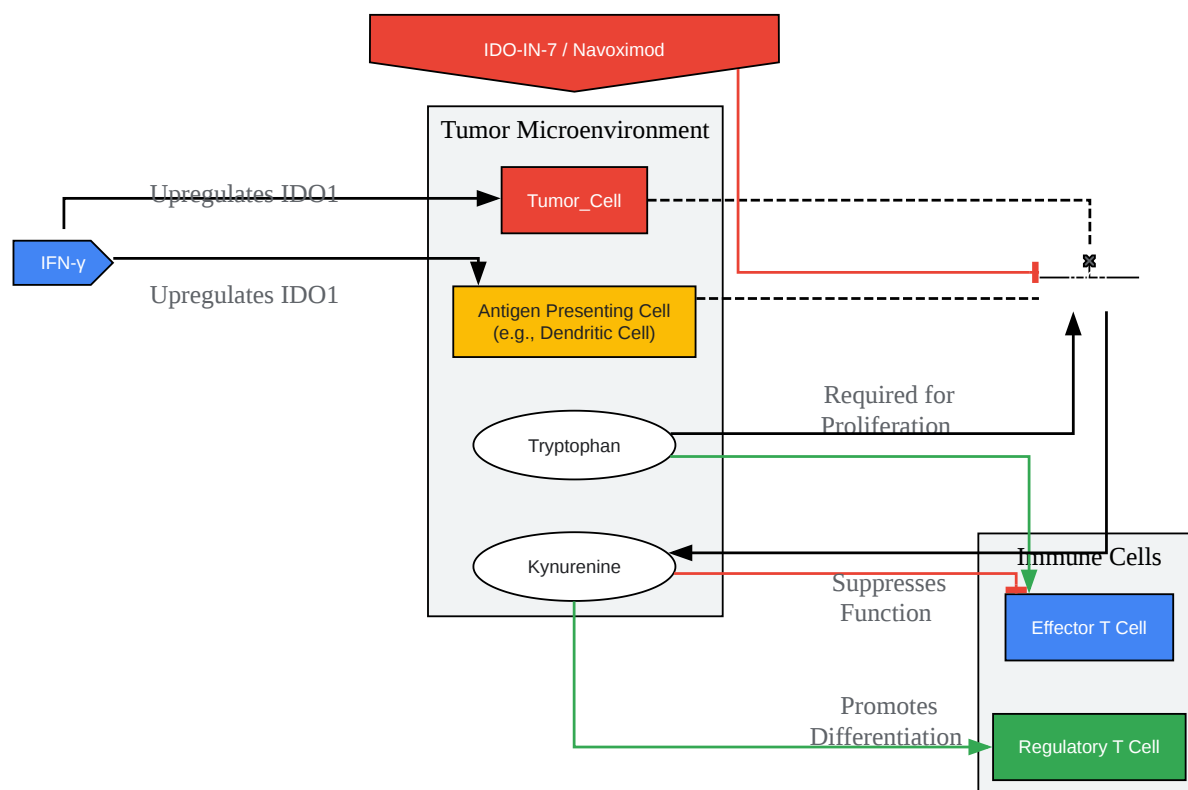 IDO-IN-7 / Navoximod
Tumor Microenvironment
Upregulates IDO1
Tumor_Cell
IFN-γ
Upregulates IDO1
Antigen Presenting Cell
(e.g., Dendritic Cell)
Required for
Proliferation
Tryptophan
Immune Cells
Kynurenine
Suppresses
Function
Effector T Cell
Promotes
Differentiation
Regulatory T Cell